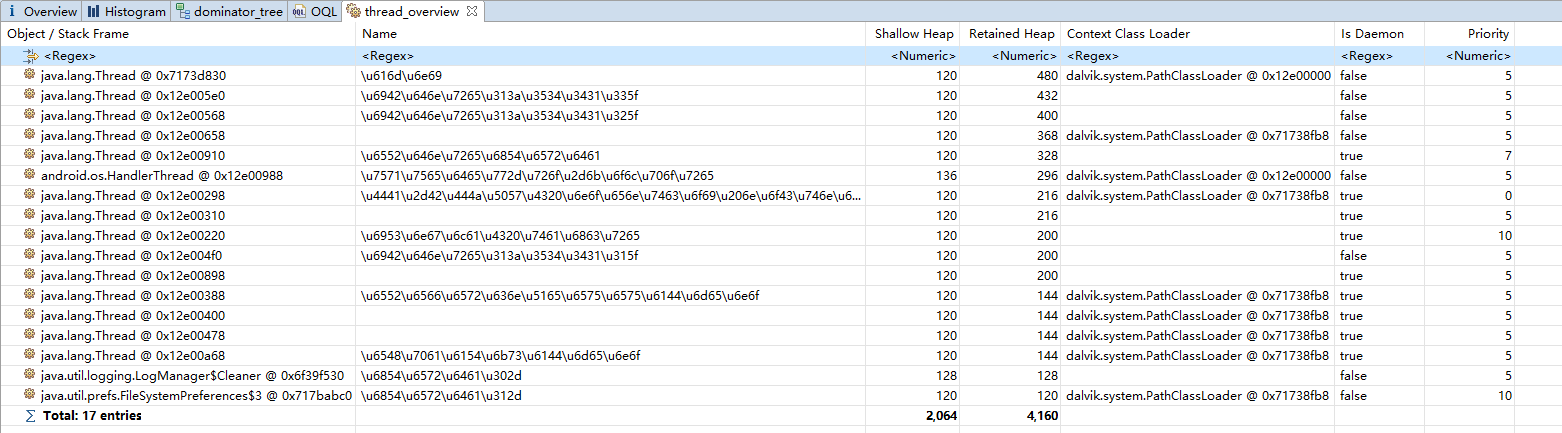 i Overview Histogram dominator_tree OQL thread_overview
Object / Stack Frame Name Shallow Heap Retained Heap Context Class Loader Is Daemon Priority
<Regex> <Regex> <Numeric> <Numeric> <Regex> <Regex> <Numeric>
java.lang.Thread @ 0x7173d830 \u616d\u6e69 120 480 dalvik.system.PathClassLoader @ 0x12e00000 false 5
java.lang.Thread @ 0x12e005e0 \u6942\u646e\u7265\u313a\u3534\u3431\u335f 120 432 false 5
java.lang.Thread @ 0x12e00568 \u6942\u646e\u7265\u313a\u3534\u3431\u325f 120 400 false 5
java.lang.Thread @ 0x12e00658 120 368 dalvik.system.PathClassLoader @ 0x71738fb8 false 5
java.lang.Thread @ 0x12e00910 \u6552\u646e\u7265\u6854\u6572\u6461 120 328 true 7
android.os.HandlerThread @ 0x12e00988 \u7571\u7565\u6465\u772d\u726f\u2d6b\u6f6c\u706f\u7265 136 296 dalvik.system.PathClassLoader @ 0x12e00000 false 5
java.lang.Thread @ 0x12e00298 \u4441\u2d42\u444a\u5057\u4320\u6e6f\u656e\u7463\u6f69\u206e\u6f43\u746e\u6... 120 216 dalvik.system.PathClassLoader @ 0x71738fb8 true 0
java.lang.Thread @ 0x12e00310 120 216 true 5
java.lang.Thread @ 0x12e00220 \u6953\u6e67\u6c61\u4320\u7461\u6863\u7265 120 200 true 10
java.lang.Thread @ 0x12e004f0 \u6942\u646e\u7265\u313a\u3534\u3431\u315f 120 200 false 5
java.lang.Thread @ 0x12e00898 120 200 true 5
java.lang.Thread @ 0x12e00388 \u6552\u6566\u6572\u636e\u5165\u6575\u6575\u6144\u6d65\u6e6f 120 144 dalvik.system.PathClassLoader @ 0x71738fb8 true 5
java.lang.Thread @ 0x12e00400 120 144 dalvik.system.PathClassLoader @ 0x71738fb8 true 5
java.lang.Thread @ 0x12e00478 120 144 dalvik.system.PathClassLoader @ 0x71738fb8 true 5
java.lang.Thread @ 0x12e00a68 \u6548\u7061\u6154\u6b73\u6144\u6d65\u6e6f 120 144 dalvik.system.PathClassLoader @ 0x71738fb8 true 5
java.util.logging.LogManager$Cleaner @ 0x6f39f530 \u6854\u6572\u6461\u302d 128 128 false 5
java.util.prefs.FileSystemPreferences$3 @ 0x717babc0 \u6854\u6572\u6461\u312d 120 120 dalvik.system.PathClassLoader @ 0x71738fb8 false 10
Σ Total: 17 entries 2,064 4,160